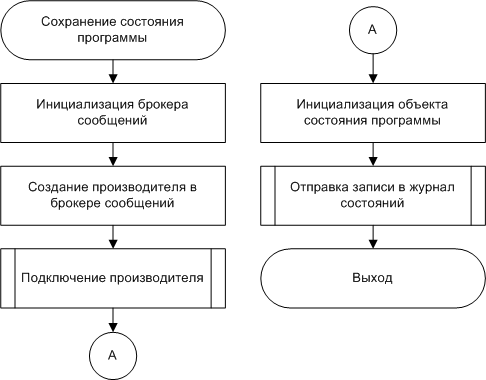 Сохранение состояния
программы
Инициализация брокера
сообщений
Создание производителя в
брокере сообщений
Подключение производителя
А
А
Инициализация объекта
состояния программы
Отправка записи в журнал
состояний
Выход